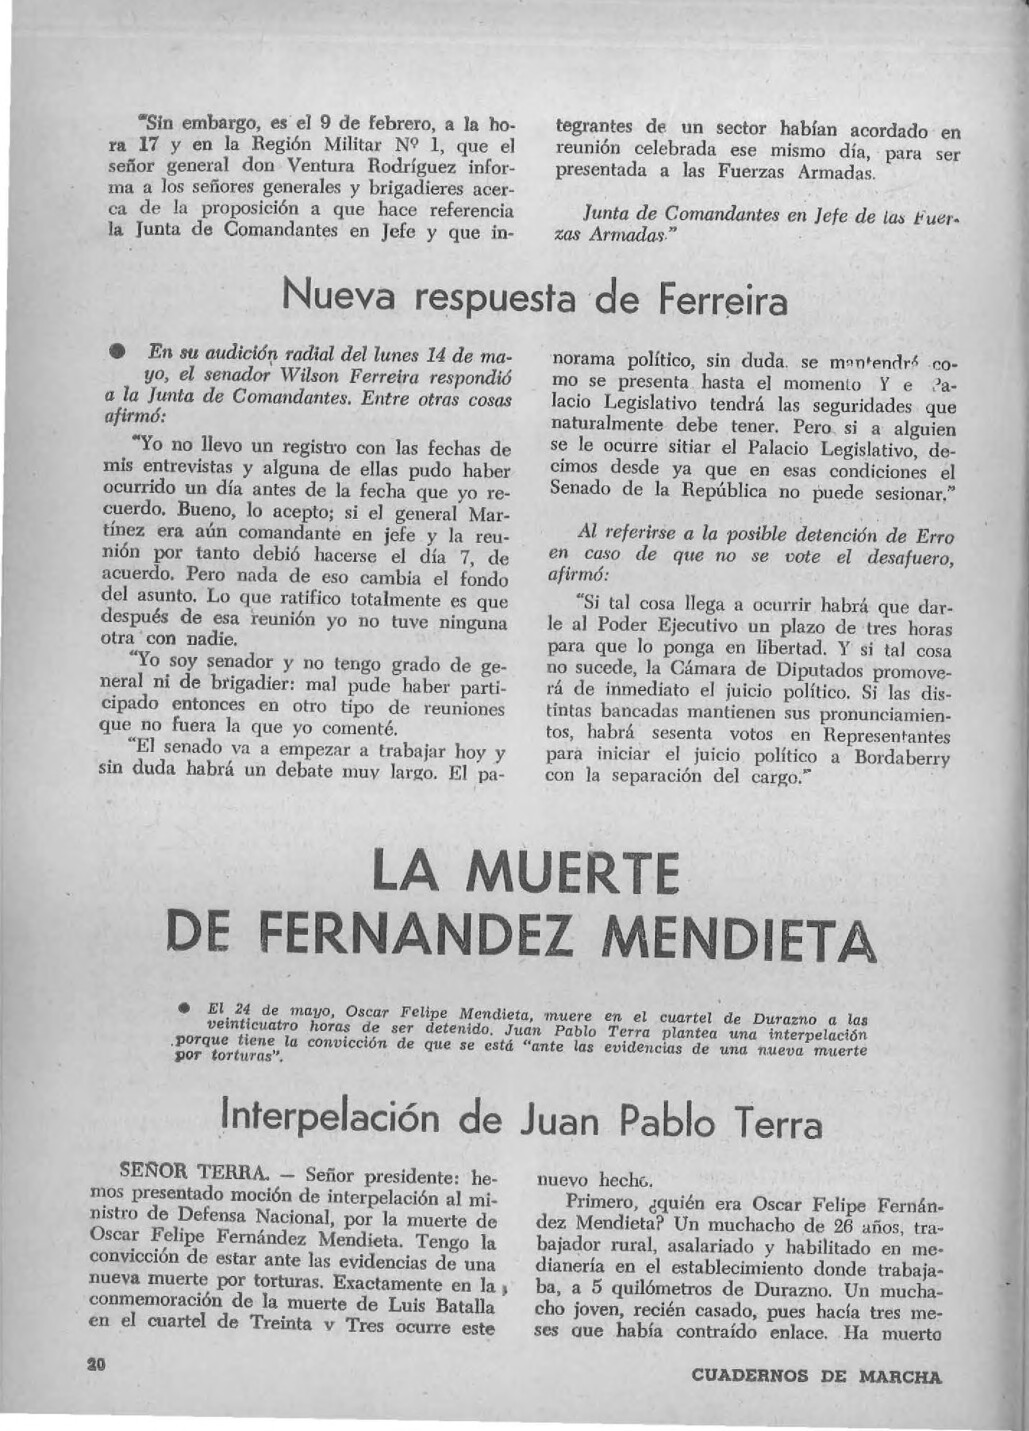 "Sin embargo, es el 9 de febrero, a la ho-
ra 17 y en la Región Militar Nº 1, que el
señor general don Ventura Rodríguez infor-
ma a los señores generales y brigadieres acer-
ca de la proposición a que hace referencia
la Junta de Comandantes en Jefe y que in-
tegrantes de un sector habían acordado en
reunión celebrada ese mismo día, para ser
presentada a las Fuerzas Armadas.
Junta de Comandantes en Jefe de las Fuer-
zas Armadas."
Nueva respuesta de Ferreira
● En su audición radial del lunes 14 de ma-
yo, el senador Wilson Ferreira respondió
a la Junta de Comandantes. Entre otras cosas
afirmó:
"Yo no llevo un registro con las fechas de
mis entrevistas y alguna de ellas pudo haber
ocurrido un día antes de la fecha que yo re-
cuerdo. Bueno, lo acepto; si el general Mar-
tínez era aún comandante en jefe y la reu-
nión por tanto debió hacerse el día 7, de
acuerdo. Pero nada de eso cambia el fondo
del asunto. Lo que ratifico totalmente es que
después de esa reunión yo no tuve ninguna
otra con nadie.
"Yo soy senador y no tengo grado de ge-
neral ni de brigadier: mal pude haber parti-
cipado entonces en otro tipo de reuniones
que no fuera la que yo comenté.
"El senado va a empezar a trabajar hoy y
sin duda habrá un debate muy largo. El pa-
norama político, sin duda. se mantendrá co-
mo se presenta hasta el momento Y e Pa-
lacio Legislativo tendrá las seguridades que
naturalmente debe tener. Pero si a alguien
se le ocurre sitiar el Palacio Legislativo, de-
cimos desde ya que en esas condiciones el
Senado de la República no puede sesionar."
Al referirse a la posible detención de Erro
en caso de que no se vote el desafuero,
afirmó:
"Si tal cosa llega a ocurrir habrá que dar-
le al Poder Ejecutivo un plazo de tres horas
para que lo ponga en libertad. Y si tal cosa
no sucede, la Cámara de Diputados promove-
rá de inmediato el juicio político. Si las dis-
tintas bancadas mantienen sus pronunciamien-
tos, habrá sesenta votos en Representantes
para iniciar el juicio político a Bordaberry
con la separación del cargo."
LA MUERTE
DE FERNANDEZ MENDIETA
● El 24 de mayo, Oscar Felipe Mendieta, muere en el cuartel de Durazno a las
veinticuatro horas de ser detenido. Juan Pablo Terra plantea una interpelación
porque tiene la convicción de que se está "ante las evidencias de una nueva muerte
por torturas".
Interpelación de Juan Pablo Terra
SEÑOR TERRA. — Señor presidente: he-
mos presentado moción de interpelación al mi-
nistro de Defensa Nacional, por la muerte de
Oscar Felipe Fernández Mendieta. Tengo la
convicción de estar ante las evidencias de una
nueva muerte por torturas. Exactamente en la
conmemoración de la muerte de Luis Batalla
en el cuartel de Treinta y Tres ocurre este
nuevo hecho.
Primero, ¿quién era Oscar Felipe Fernán-
dez Mendieta? Un muchacho de 26 años, tra-
bajador rural, asalariado y habilitado en me-
dianería en el establecimiento donde trabaja-
ba, a 5 quilómetros de Durazno. Un mucha-
cho joven, recién casado, pues hacía tres me-
ses que había contraído enlace. Ha muerto
20
CUADERNOS DE MARCHA